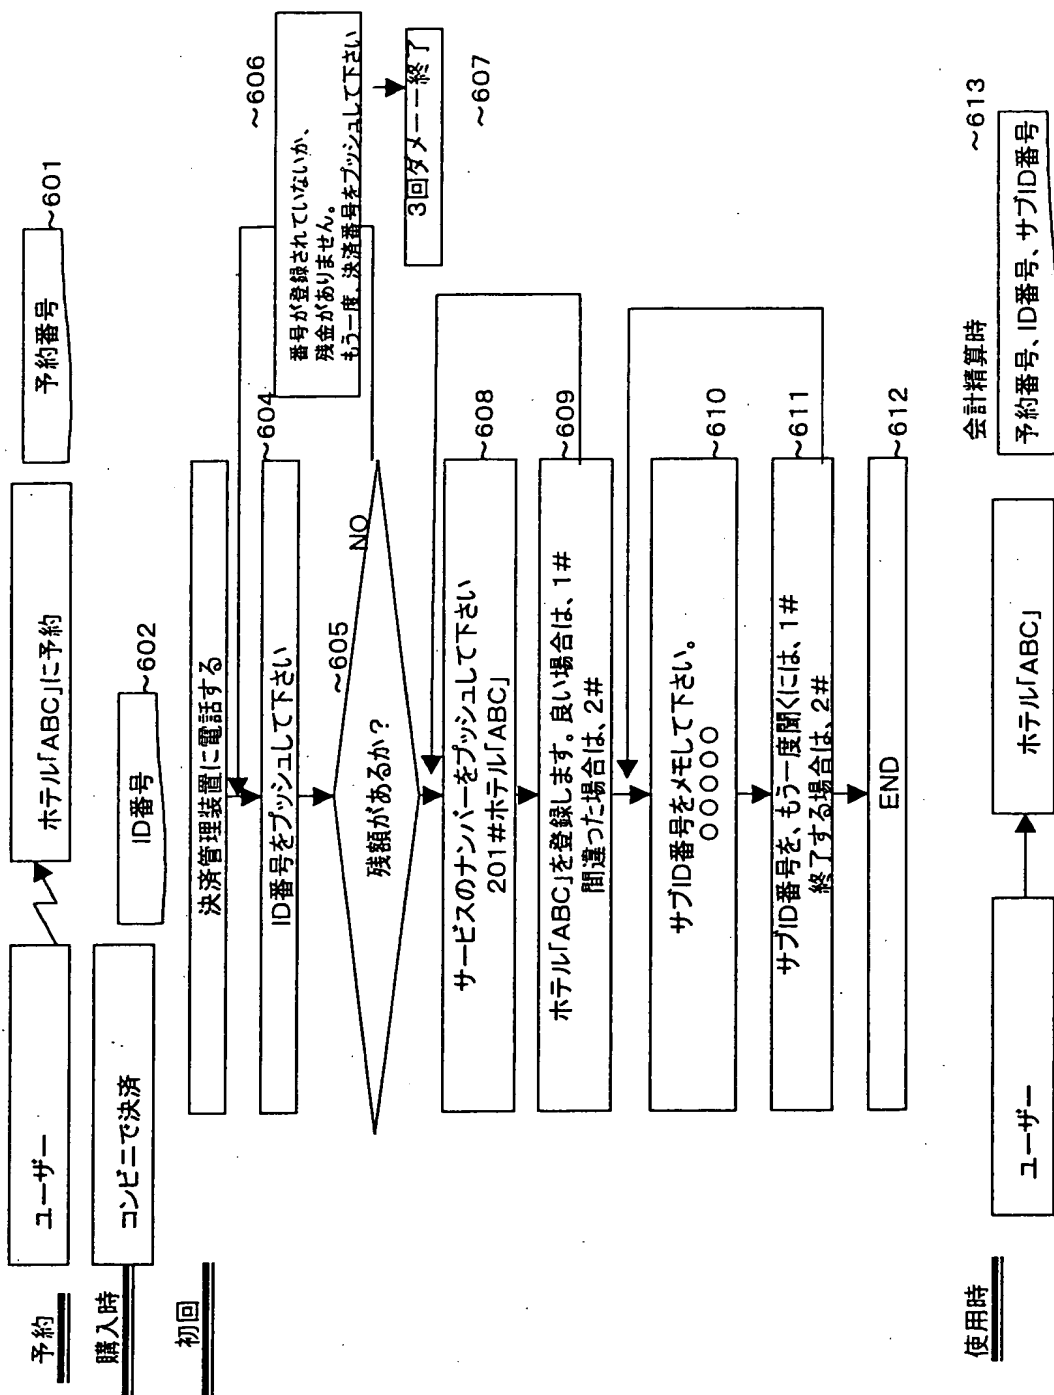 予約
ユーザー
ホテル「ABC」に予約
予約番号
~601
購入時
コンビニで決済
ID番号
~602
初回
決済管理装置に電話する
ID番号をプッシュして下さい
~604
残額があるか?
~605
NO
番号が登録されていないか、
残金がありません。
もう一度、決済番号をプッシュして下さい
~606
3回ダメー終了
~607
サービスのナンバーをプッシュして下さい
201#ホテル「ABC」
~608
ホテル「ABC」を登録します。良い場合は、1#
間違った場合は、2#
~609
サブID番号をメモして下さい。
○○○○○
~610
サブID番号を、もう一度聞くには、1#
終了する場合は、2#
~611
END
~612
使用時
ユーザー
ホテル「ABC」
会計精算時
予約番号、ID番号、サブID番号
~613